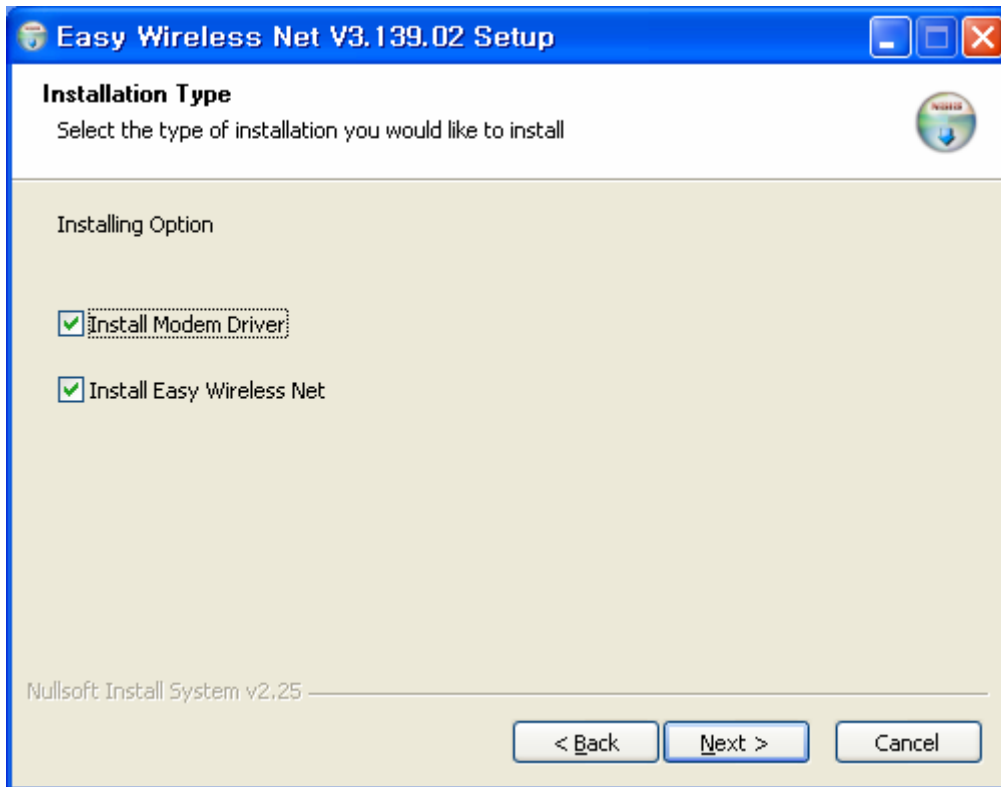 Easy Wireless Net V3.139.02 Setup
Installation Type
Select the type of installation you would like to install
Installing Option
Install Modem Driver
Install Easy Wireless Net
Nullsoft Install System v2.25
< Back
Next >
Cancel